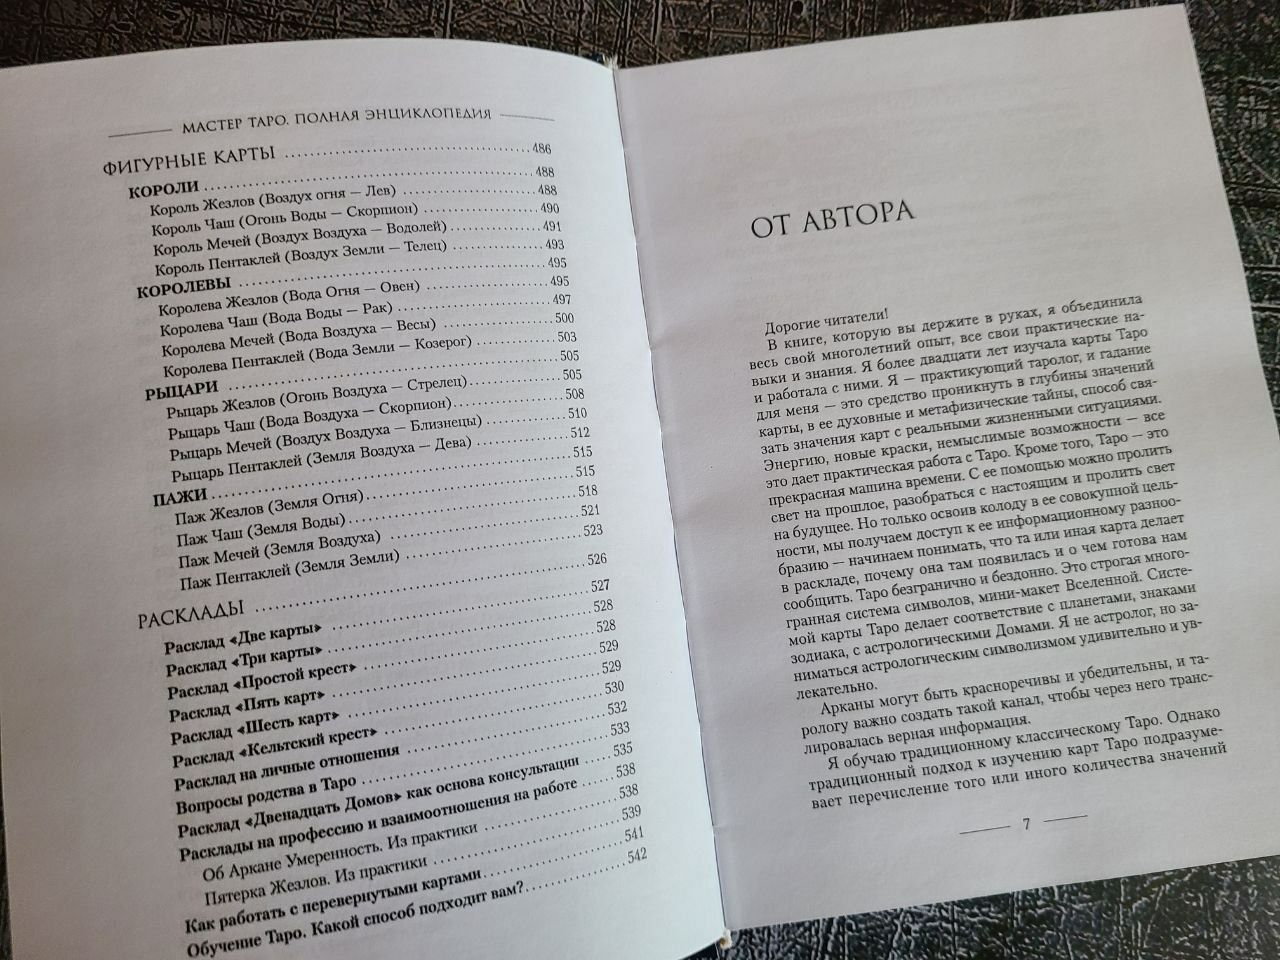 МАСТЕР ТАРО. ПОЛНАЯ ЭНЦИКЛОПЕДИЯ
ФИГУРНЫЕ КАРТЫ ........ 486
КОРОЛИ ........ 488
Король Жезлов (Воздух огня — Лев) ........ 488
Король Чаш (Огонь Воды — Скорпион) ........ 490
Король Мечей (Воздух Воздуха — Водолей) ........ 491
Король Пентаклей (Воздух Земли — Телец) ........ 493
КОРОЛЕВЫ ........ 495
Королева Жезлов (Вода Огня — Овен) ........ 495
Королева Чаш (Вода Воды — Рак) ........ 497
Королева Мечей (Вода Воздуха — Весы) ........ 500
Королева Пентаклей (Вода Земли — Козерог) ........ 503
РЫЦАРИ ........ 505
Рыцарь Жезлов (Огонь Воздуха — Стрелец) ........ 505
Рыцарь Чаш (Вода Воздуха — Скорпион) ........ 508
Рыцарь Мечей (Воздух Воздуха — Близнецы) ........ 510
Рыцарь Пентаклей (Земля Воздуха — Дева) ........ 512
ПАЖИ ........ 515
Паж Жезлов (Земля Огня) ........ 515
Паж Чаш (Земля Воды) ........ 518
Паж Мечей (Земля Воздуха) ........ 521
Паж Пентаклей (Земля Земли) ........ 523
РАСКЛАДЫ ........ 526
Расклад «Две карты» ........ 527
Расклад «Три карты» ........ 528
Расклад «Простой крест» ........ 528
Расклад «Пять карт» ........ 529
Расклад «Шесть карт» ........ 529
Расклад «Кельтский крест» ........ 530
Расклад на личные отношения ........ 532
Вопросы родства в Таро ........ 533
Расклад «Двенадцать Домов» как основа консультации ........ 535
Расклады на профессию и взаимоотношения на работе ........ 538
Об Аркане Умеренность. Из практики ........ 538
Пятерка Жезлов. Из практики ........ 539
Как работать с перевернутыми картами ........ 541
Обучение Таро. Какой способ подходит вам? ........ 542
ОТ АВТОРА
Дорогие читатели!
В книге, которую вы держите в руках, я объединила
весь свой многолетний опыт, все свои практические на-
выки и знания. Я более двадцати лет изучала карты Таро
и работала с ними. Я — практикующий таролог, и гадание
для меня — это средство проникнуть в глубины значений
карты, в ее духовные и метафизические тайны, способ свя-
зать значения карт с реальными жизненными ситуациями.
Энергию, новые краски, немыслимые возможности — все
это дает практическая работа с Таро. Кроме того, Таро — это
прекрасная машина времени. С ее помощью можно пролить
свет на прошлое, разобраться с настоящим и пролить свет
на будущее. Но только освоив колоду в ее совокупной цель-
ности, мы получаем доступ к ее информационному разноо-
бразию — начинаем понимать, что та или иная карта делает
в раскладе, почему она там появилась и о чем готова нам
сообщить. Таро безгранично и бездонно. Это строгая много-
гранная система символов, мини-макет Вселенной. Систе-
мой карты Таро делает соответствие с планетами, знаками
зодиака, с астрологическими Домами. Я не астролог, но за-
ниматься астрологическим символизмом удивительно и ув-
лекательно.
Арканы могут быть красноречивы и убедительны, и та-
рологу важно создать такой канал, чтобы через него транс-
лировалась верная информация.
Я обучаю традиционному классическому Таро. Однако
традиционный подход к изучению карт Таро подразуме-
вает перечисление того или иного количества значений
7